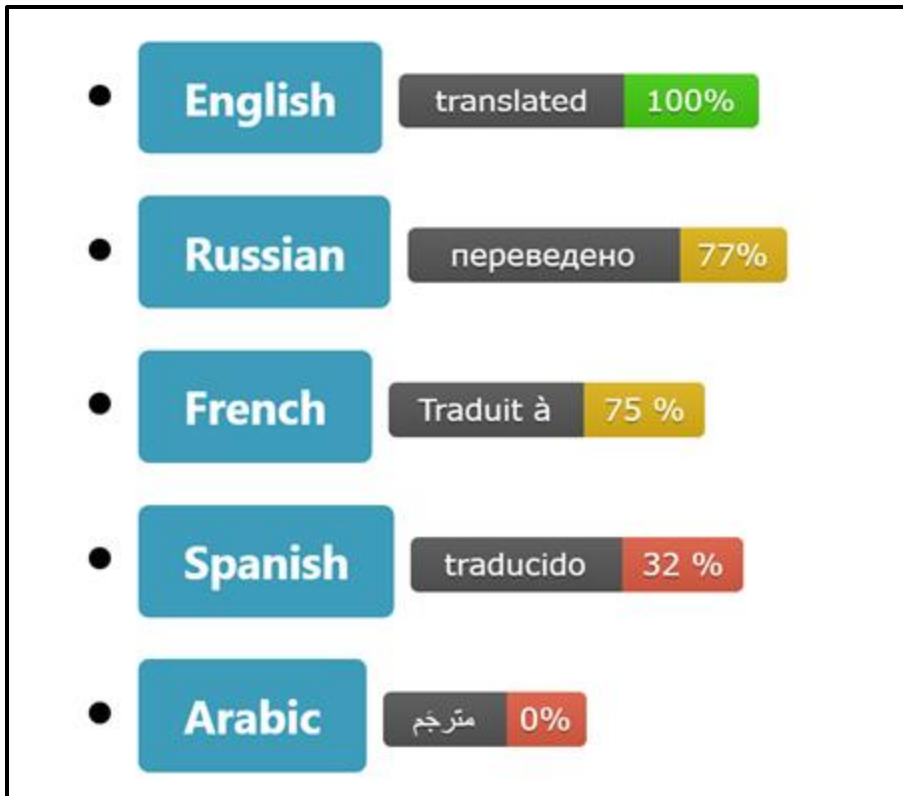 English translated 100%
Russian переведено 77%
French Traduit à 75 %
Spanish traducido 32 %
Arabic مترجَم 0%